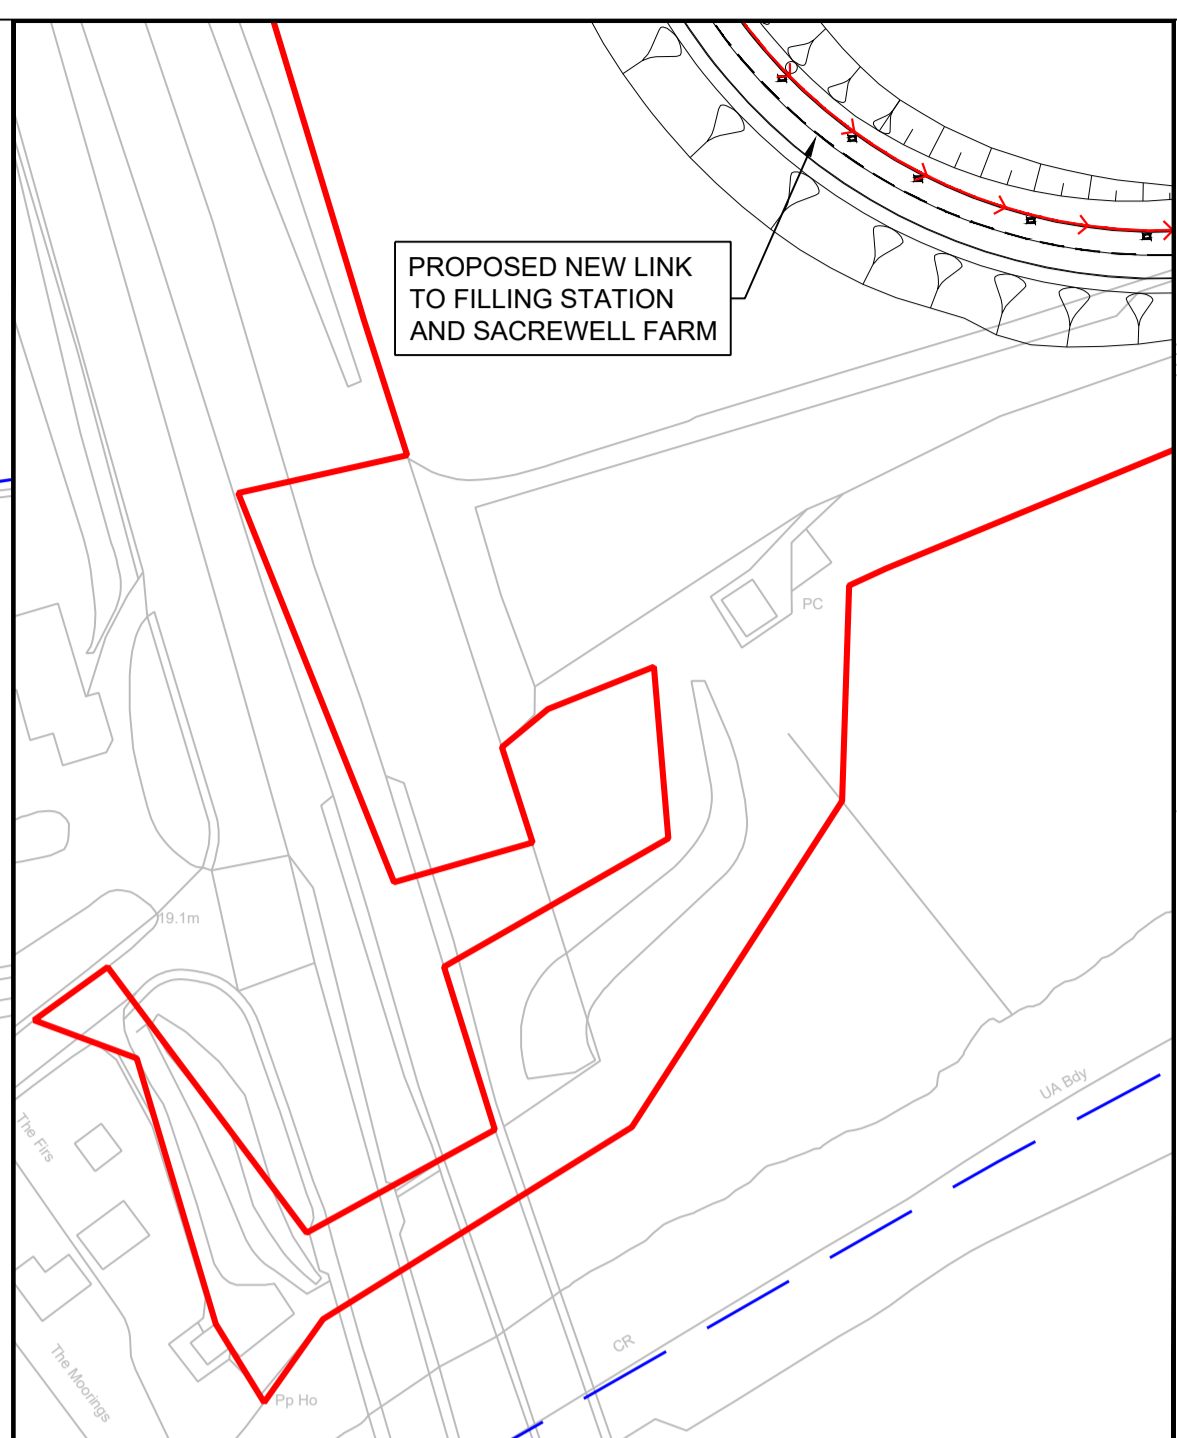 PROPOSED NEW LINK
TO FILLING STATION
AND SACREWELL FARM
PC
19.1m
UA Bdy
The Firs
CR
The Moorings
Pp Ho